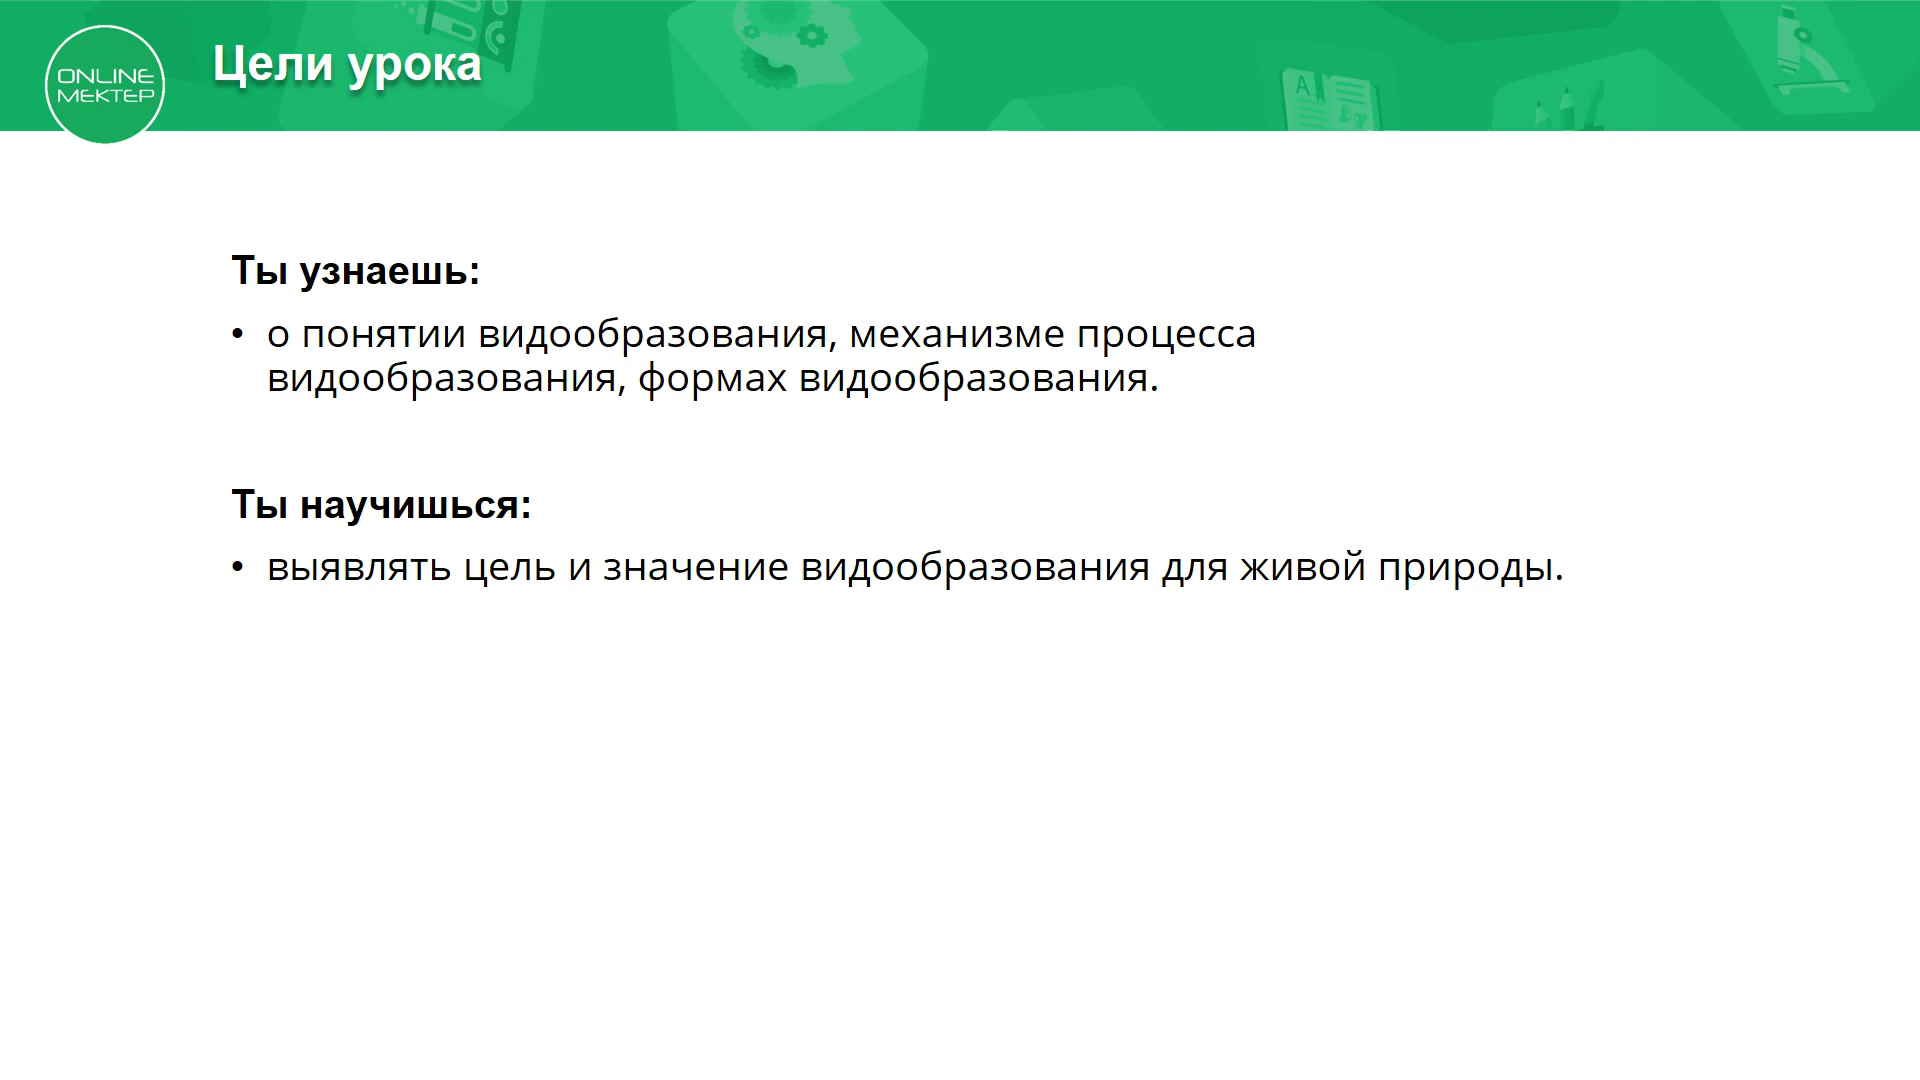 ONLINE
МЕКТЕР
Цели урока
Ты узнаешь:
• о понятии видообразования, механизме процесса
видообразования, формах видообразования.
Ты научишься:
• выявлять цель и значение видообразования для живой природы.